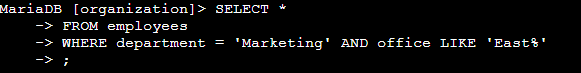 MariaDB [organization]> SELECT *
-> FROM employees
-> WHERE department = 'Marketing' AND office LIKE 'East%'
-> ;